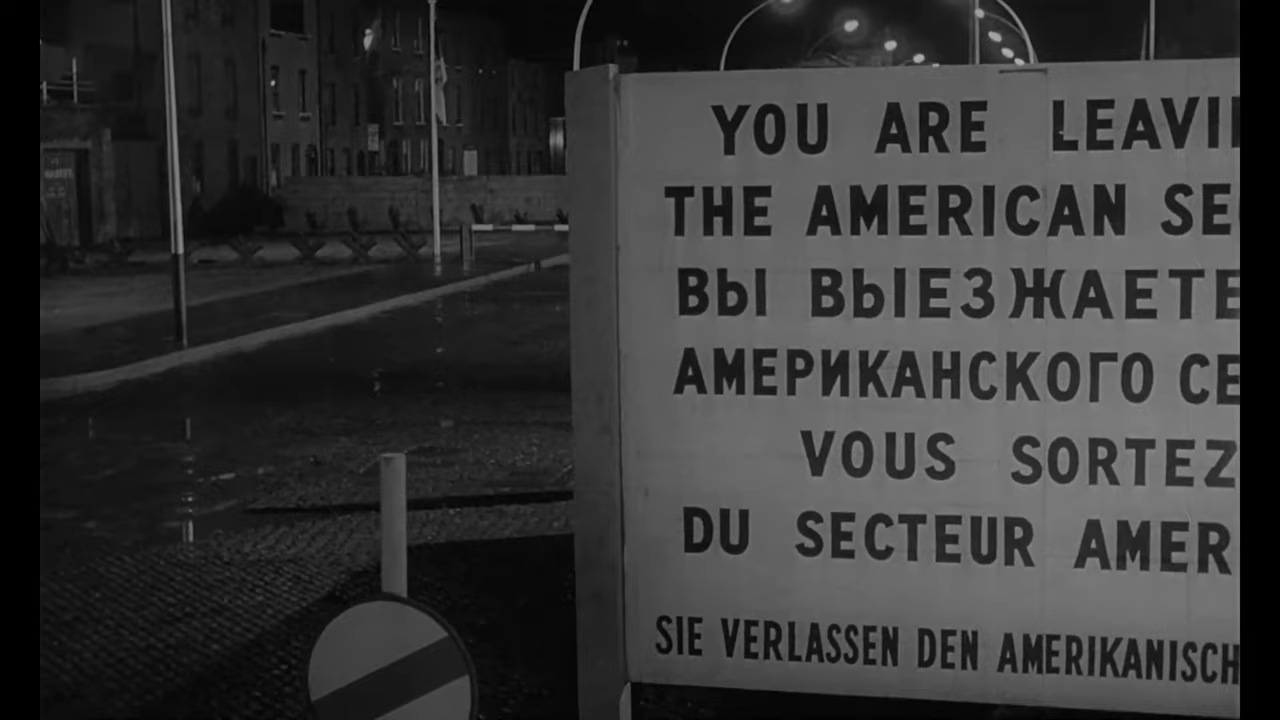 YOU ARE LEAVI
THE AMERICAN SE
ВЫ ВЫЕЗЖАЕТЕ
АМЕРИКАНСКОГО СЕ
VOUS SORTEZ
DU SECTEUR AMER
SIE VERLASSEN DEN AMERIKANISCH